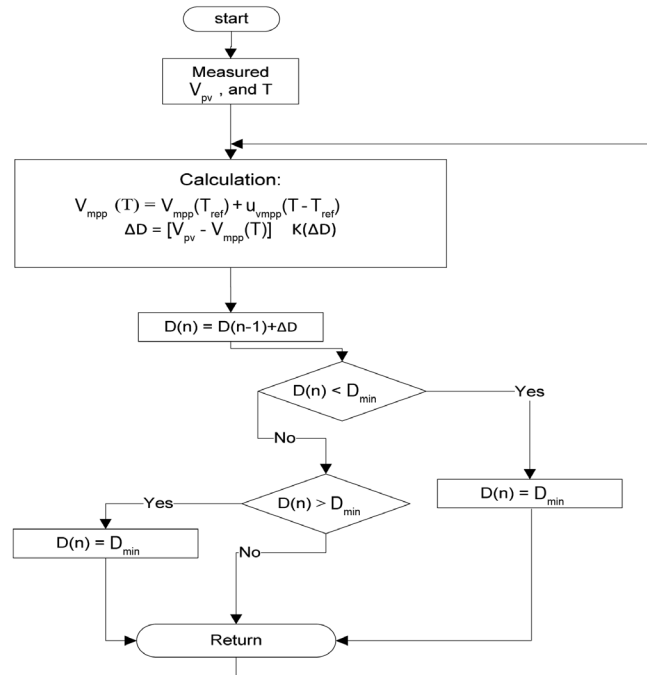 start
Measured
Vpv , and T
Calculation:
Vmpp (T) = Vmpp(Tref) + uvmpp(T - Tref)
ΔD = [Vpv - Vmpp(T)] K(ΔD)
D(n) = D(n-1)+ΔD
D(n) < Dmin
Yes
No
D(n) > Dmin
Yes
D(n) = Dmin
D(n) = Dmin
No
Return